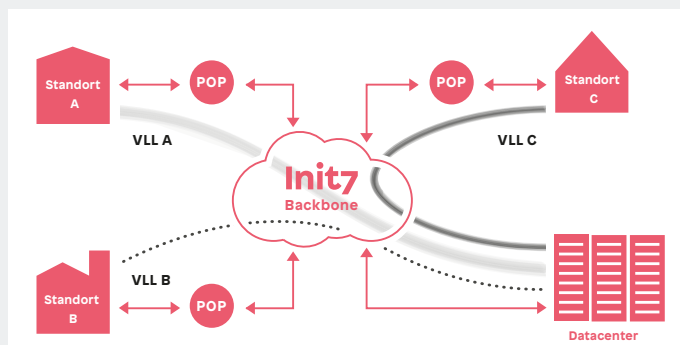 Standort
A
POP
POP
Standort
C
VLL A
VLL C
Init7
Backbone
VLL B
Standort
B
POP
Datacenter